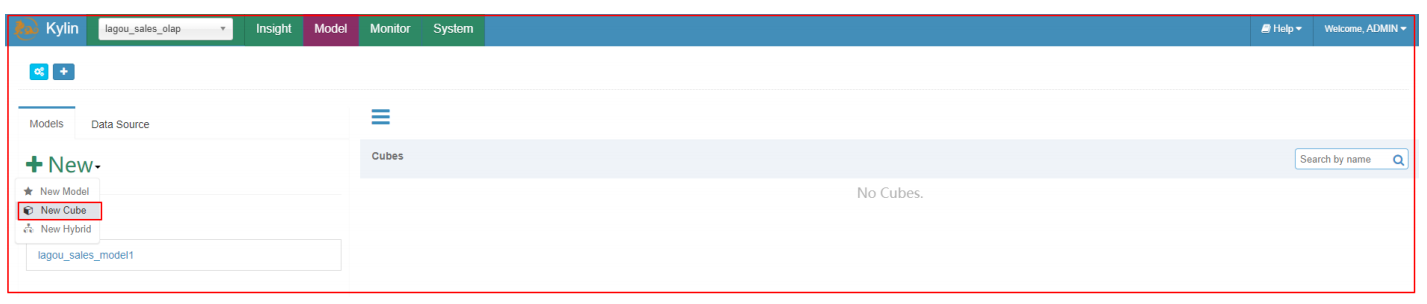 Kylin lagou_sales_olap Insight Model Monitor System Help Welcome, ADMIN
Models Data Source
New
Cubes Search by name
New Model
No Cubes.
New Cube
New Hybrid
lagou_sales_model1